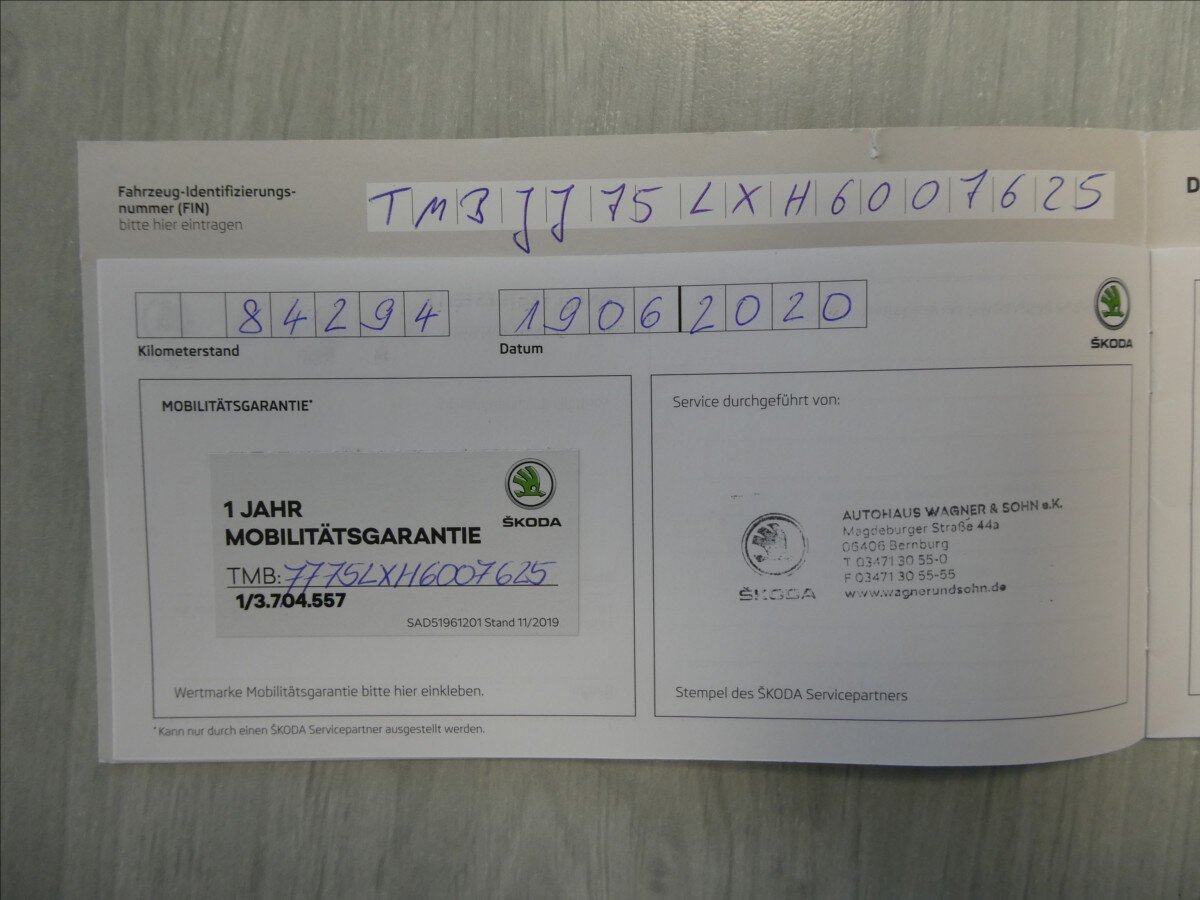 Fahrzeug-Identifizierungs-
nummer (FIN)
bitte hier eintragen
TMBJJ75LXH6007625
84294
19062020
Kilometerstand
Datum
ŠKODA
MOBILITÄTSGARANTIE*
1 JAHR
MOBILITÄTSGARANTIE
ŠKODA
TMB: JJ75LXH6007625
1/3.704.557
SAD51961201 Stand 11/2019
Wertmarke Mobilitätsgarantie bitte hier einkleben.
Service durchgeführt von:
ŠKODA
AUTOHAUS WAGNER & SOHN e.K.
Magdeburger Straße 44a
06406 Bernburg
T 03471 30 55-0
F 03471 30 55-55
www.wagnerundsohn.de
Stempel des ŠKODA Servicepartners
*Kann nur durch einen ŠKODA Servicepartner ausgestellt werden.
D